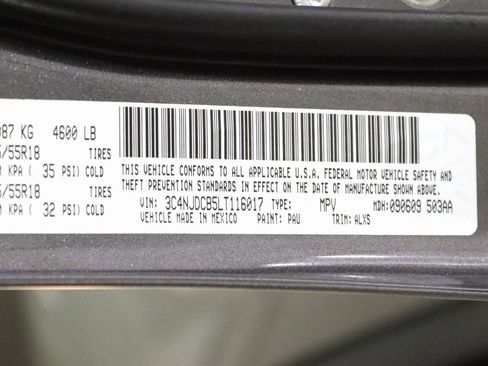 087 KG 4600 LB
/55R18 TIRES
KPA ( 35 PSI) COLD
/55R18 TIRES
KPA ( 32 PSI) COLD
THIS VEHICLE CONFORMS TO ALL APPLICABLE U.S.A. FEDERAL MOTOR VEHICLE SAFETY AND
THEFT PREVENTION STANDARDS IN EFFECT ON THE DATE OF MANUFACTURE SHOWN ABOVE.
VIN: 3C4NJDCB5LT116017 TYPE: MPV MDH: 090609 503AA
VEHICLE MADE IN MEXICO PAINT: PAU TRIM: ALXS